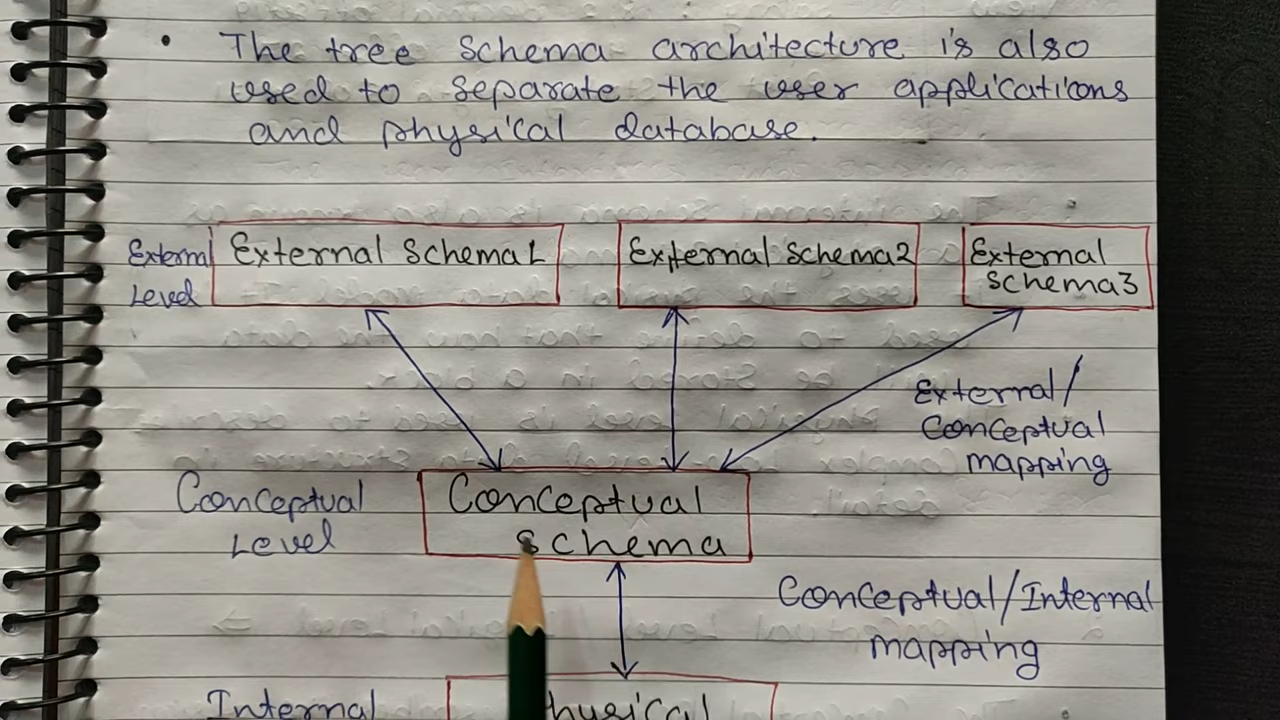 • The tree schema architecture is also
used to separate the user applications
and physical database.
External Level
External Schema1
External Schema2
External
Schema3
External/
Conceptual
mapping
Conceptual
Level
Conceptual
Schema
Conceptual/Internal
mapping
Internal